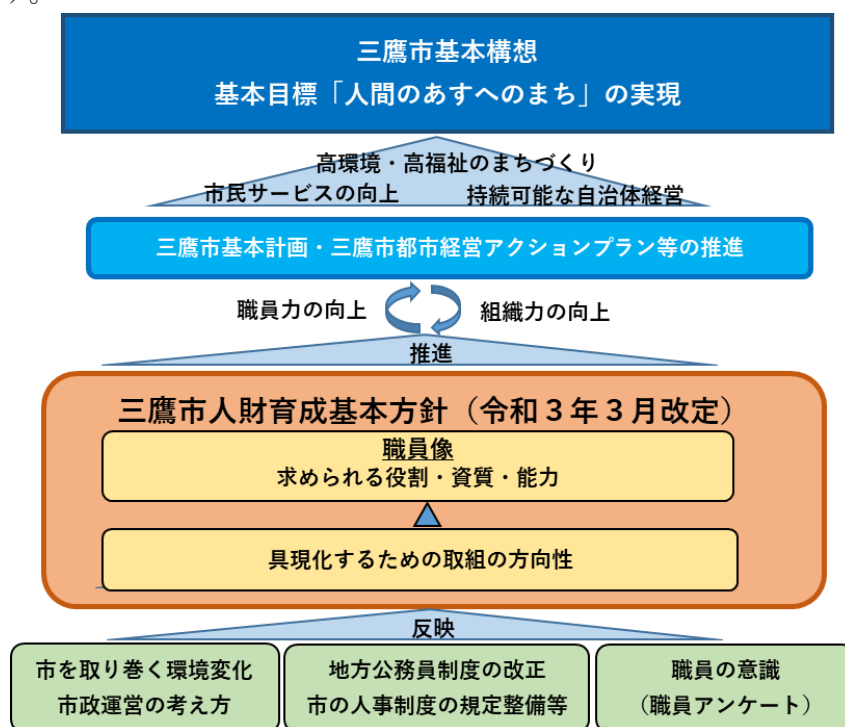 す。
三鷹市基本構想
基本目標「人間のあすへのまち」の実現
高環境・高福祉のまちづくり
市民サービスの向上　持続可能な自治体経営
三鷹市基本計画・三鷹市都市経営アクションプラン等の推進
職員力の向上　組織力の向上
推進
三鷹市人財育成基本方針（令和３年３月改定）
職員像
求められる役割・資質・能力
具現化するための取組の方向性
反映
市を取り巻く環境変化
市政運営の考え方
地方公務員制度の改正
市の人事制度の規定整備等
職員の意識
（職員アンケート）